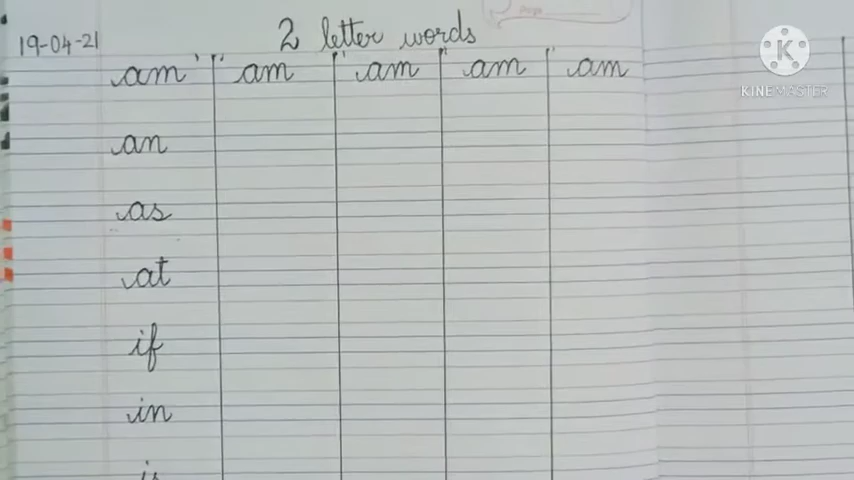 19-04-21 2 letter words
am am am am am
an
as
at
if
in
K
KINEMASTER